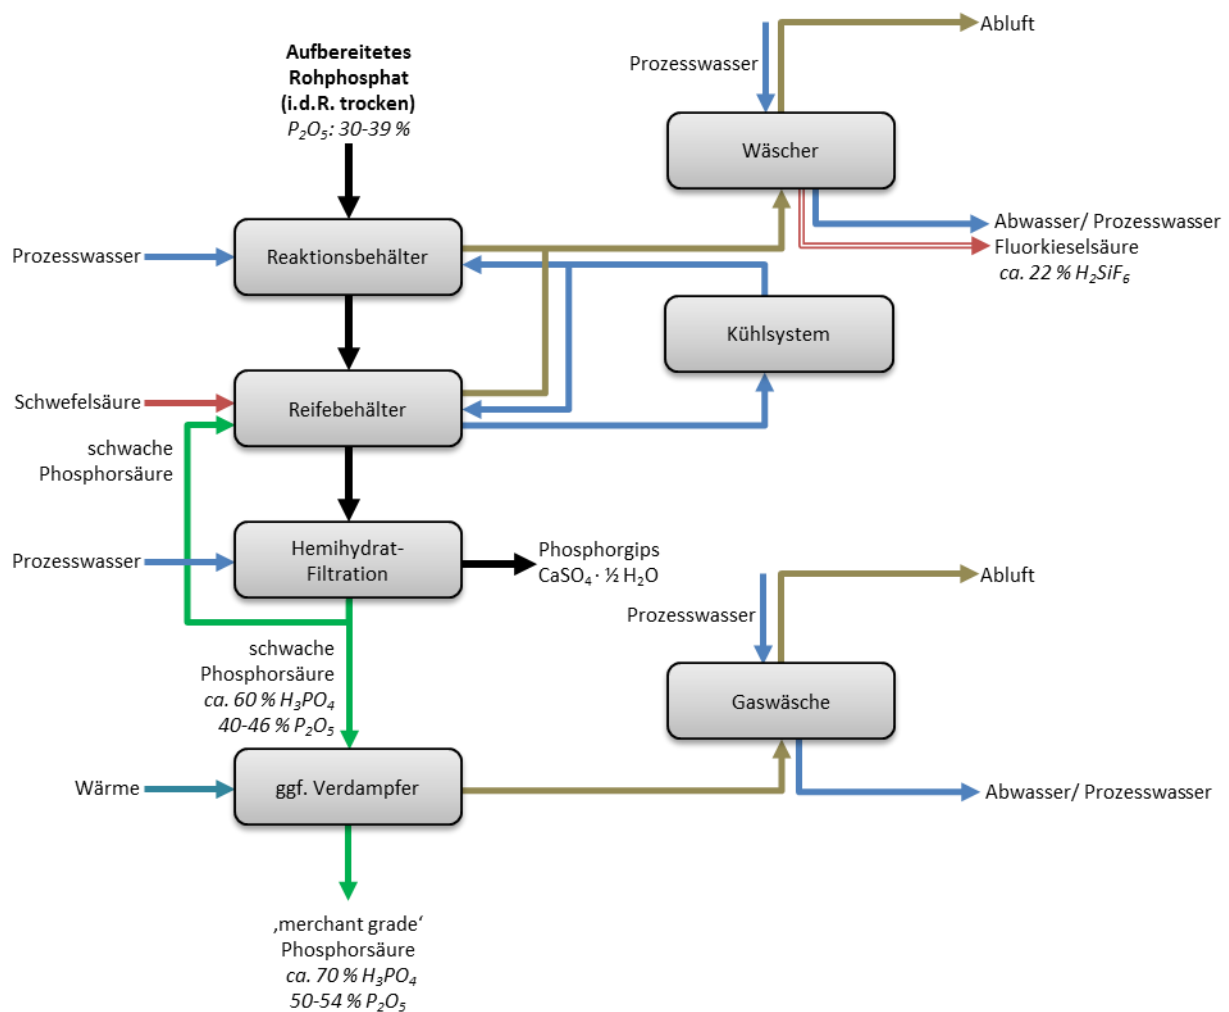 Aufbereitetes
Rohphosphat
(i.d.R. trocken)
P₂O₅: 30-39 %
Prozesswasser
Abluft
Wäscher
Abwasser/ Prozesswasser
Fluorkieselsäure
ca. 22 % H₂SiF₆
Prozesswasser
Reaktionsbehälter
Kühlsystem
Schwefelsäure
Reifebehälter
schwache
Phosphorsäure
Prozesswasser
Hemihydrat-
Filtration
Phosphorgips
CaSO₄ · ½ H₂O
Prozesswasser
Abluft
schwache
Phosphorsäure
ca. 60 % H₃PO₄
40-46 % P₂O₅
Gaswäsche
Wärme
ggf. Verdampfer
Abwasser/ Prozesswasser
‚merchant grade‘
Phosphorsäure
ca. 70 % H₃PO₄
50-54 % P₂O₅